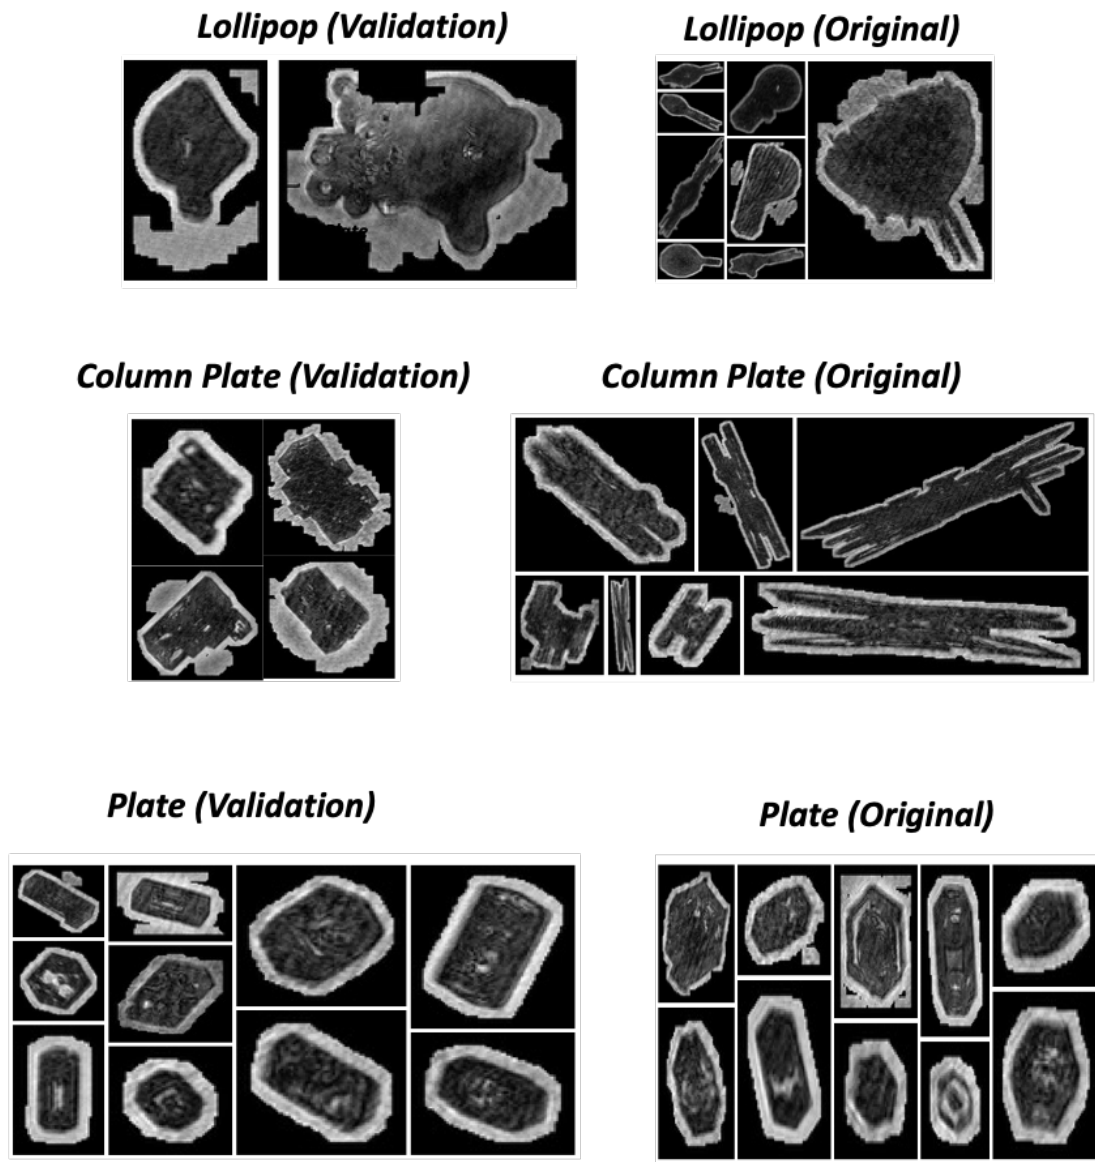 Lollipop (Validation)
Lollipop (Original)
Column Plate (Validation)
Column Plate (Original)
Plate (Validation)
Plate (Original)